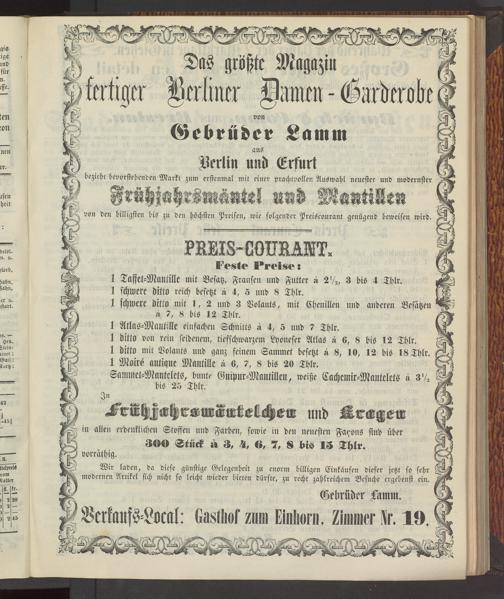 Das größte Magazin
fertiger Berliner Damen-Garderobe
von
Gebrüder Lamm
aus
Berlin und Erfurt
bezieht bevorstehenden Markt zum erstenmal mit einer prachtvollen Auswahl neuester und modernster
Frühjahrsmäntel und Mantillen
von den billigsten bis zu den höchsten Preisen, wie folgender Preiscourant genügend beweisen wird.
PREIS-COURANT.
Feste Preise:
1 Taffet-Mantille mit Besatz, Fransen und Futter à 2½, 3 bis 4 Thlr.
1 schwere ditto reich besetzt à 4, 5 und 8 Thlr.
1 schwere ditto mit 1, 2 und 3 Volants, mit Chenillen und anderen Besätzen
à 7, 8 bis 12 Thlr.
1 Atlas-Mantille einfachen Schnitts à 4, 5 und 7 Thlr.
1 ditto von rein seidenem, tiefschwarzem Lyoneser Atlas à 6, 8 bis 12 Thlr.
1 ditto mit Volants und ganz feinem Sammet besetzt à 8, 10, 12 bis 18 Thlr.
1 Moiré antique Mantille à 6, 7, 8 bis 20 Thlr.
Sammet-Mantelets, bunte Guipur-Mantillen, weiße Cachemir-Mantelets à 3½
bis 25 Thlr.
In
Frühjahrsmäntelchen und Kragen
in allen erdenklichen Stoffen und Farben, sowie in den neuesten Façons sind über
300 Stück à 3, 4, 6, 7, 8 bis 15 Thlr.
vorräthig.
Wir laden, da diese günstige Gelegenheit zu enorm billigen Einkäufen dieser jetzt so sehr
modernen Artikel sich nicht so leicht wieder bieten dürfte, zu recht zahlreichem Besuche ergebenst ein.
Gebrüder Lamm.
Verkaufs-Local: Gasthof zum Einhorn, Zimmer Nr. 19.